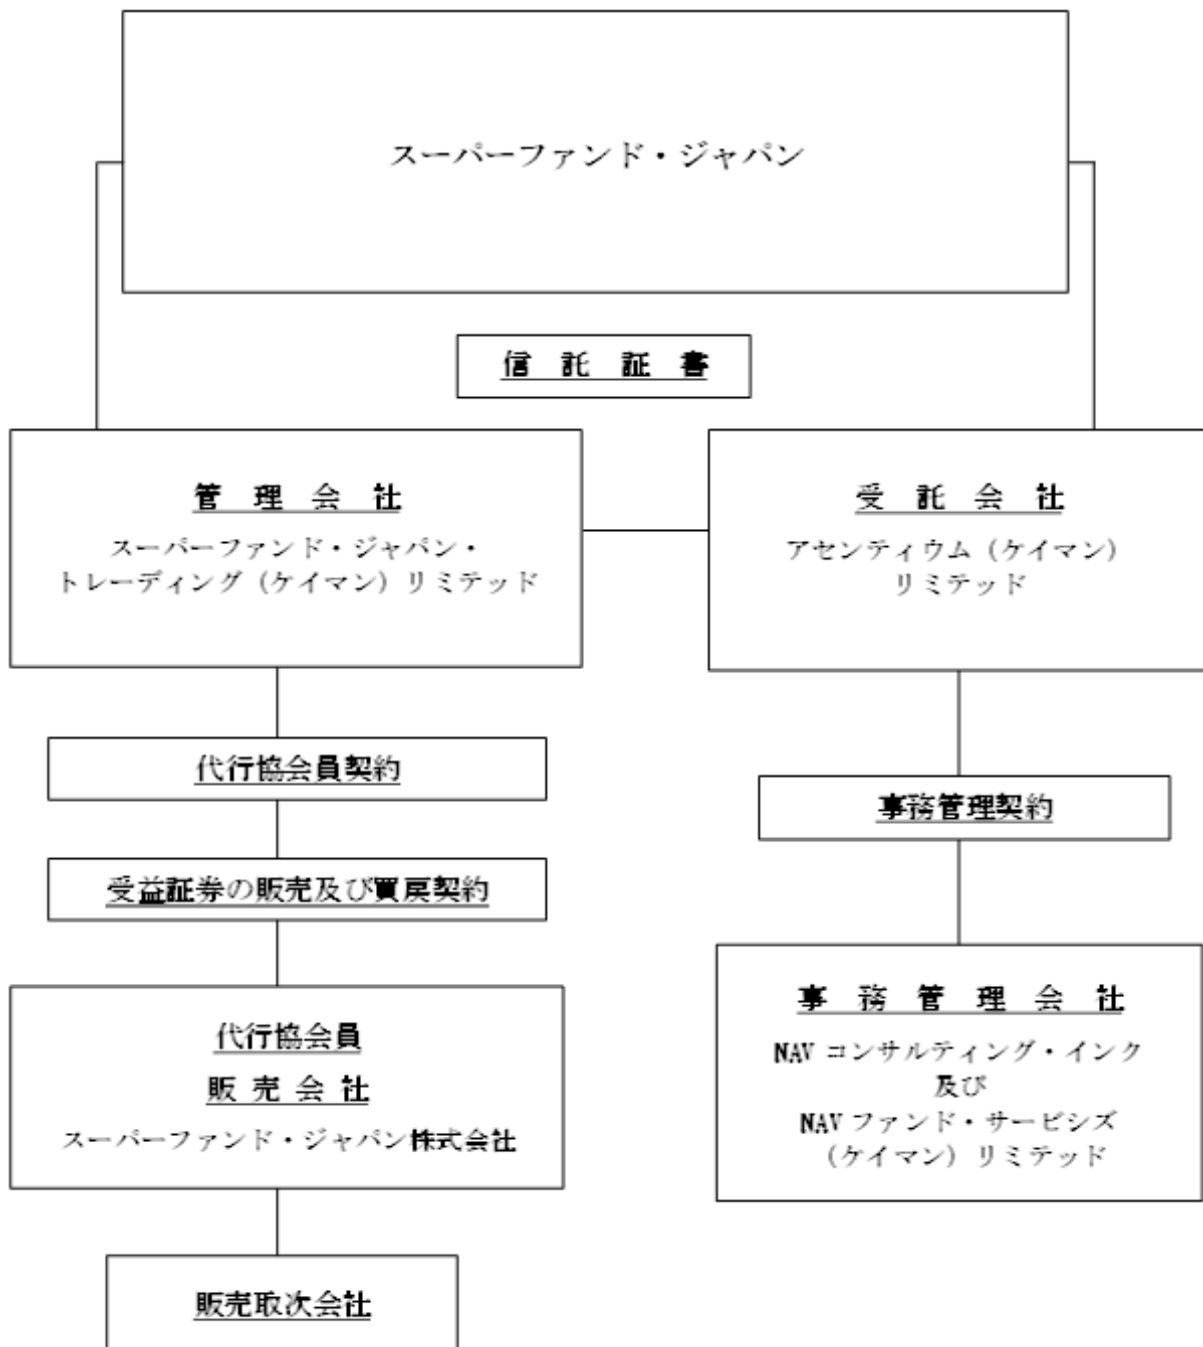 スーパーファンド・ジャパン
信 託 証 書
管 理 会 社
スーパーファンド・ジャパン・
トレーディング（ケイマン）リミテッド
受 託 会 社
アセンティウム（ケイマン）
リミテッド
代行協会員契約
受益証券の販売及び買戻契約
事務管理契約
代行協会員
販 売 会 社
スーパーファンド・ジャパン株式会社
事 務 管 理 会 社
NAV コンサルティング・インク
及び
NAV ファンド・サービシズ
（ケイマン）リミテッド
販売取次会社